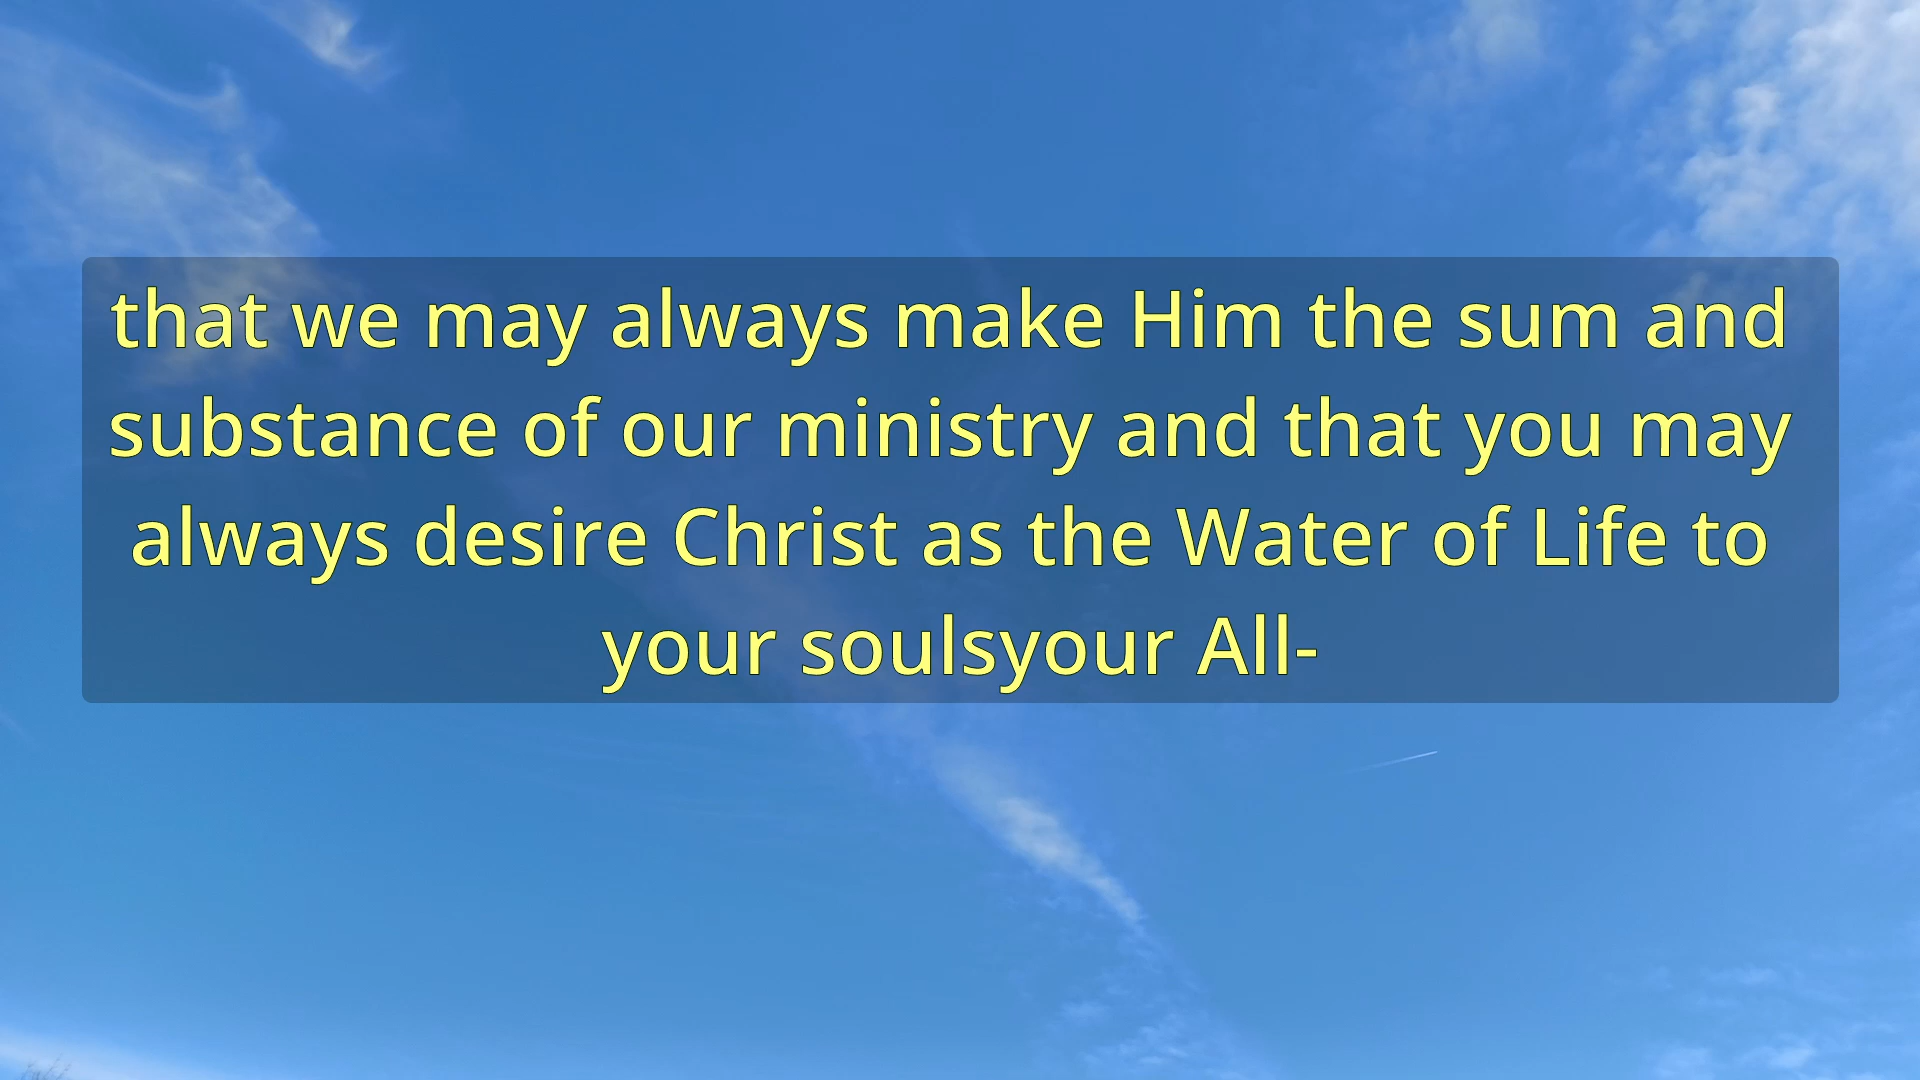 that we may always make Him the sum and
substance of our ministry and that you may
always desire Christ as the Water of Life to
your soulsyour All-